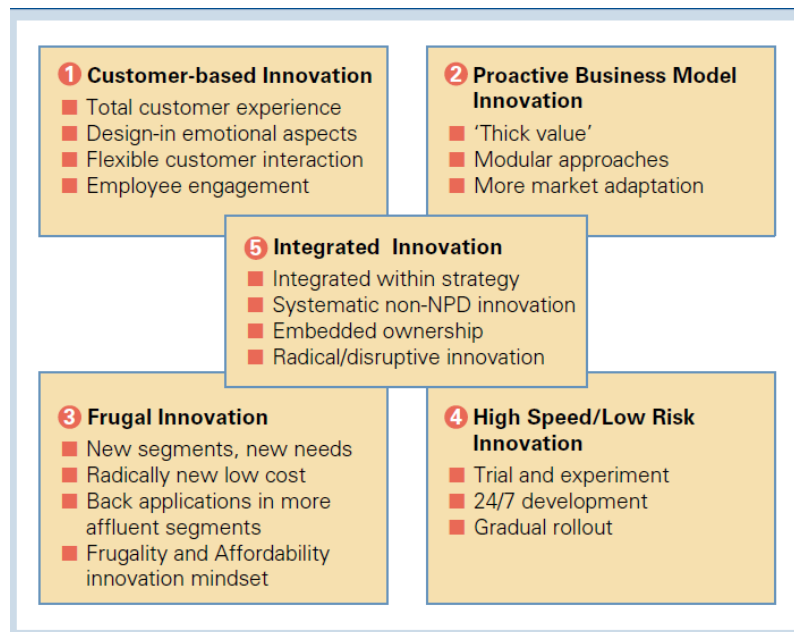 1 Customer-based Innovation
■ Total customer experience
■ Design-in emotional aspects
■ Flexible customer interaction
■ Employee engagement
2 Proactive Business Model
Innovation
■ ‘Thick value’
■ Modular approaches
■ More market adaptation
5 Integrated Innovation
■ Integrated within strategy
■ Systematic non-NPD innovation
■ Embedded ownership
■ Radical/disruptive innovation
3 Frugal Innovation
■ New segments, new needs
■ Radically new low cost
■ Back applications in more
affluent segments
■ Frugality and Affordability
innovation mindset
4 High Speed/Low Risk
Innovation
■ Trial and experiment
■ 24/7 development
■ Gradual rollout